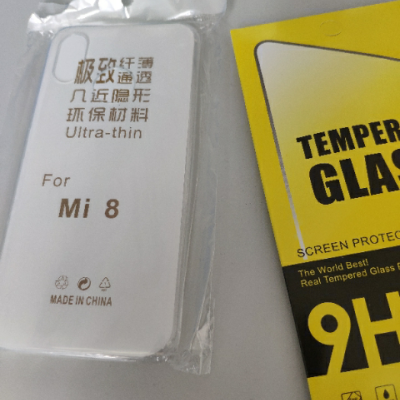 极致纤薄
通透
几近隐形
环保材料
Ultra-thin
For
Mi 8
MADE IN CHINA
TEMPER
GLAS
SCREEN PROTEC
The World Best!
Real Tempered Glass
9H